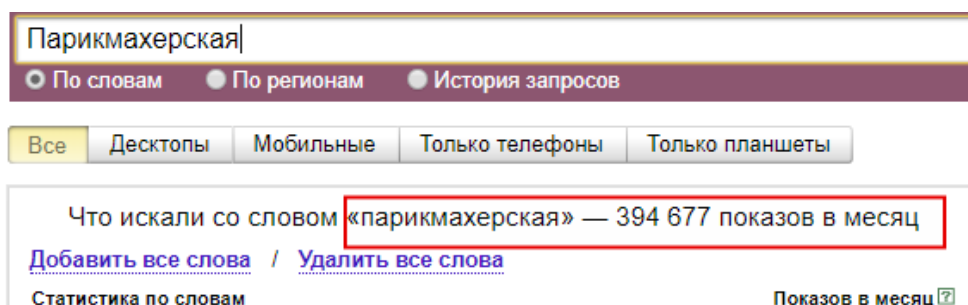 Парикмахерская
По словам По регионам История запросов
Все Десктопы Мобильные Только телефоны Только планшеты
Что искали со словом «парикмахерская» — 394 677 показов в месяц
Добавить все слова / Удалить все слова
Статистика по словам Показов в месяц ?